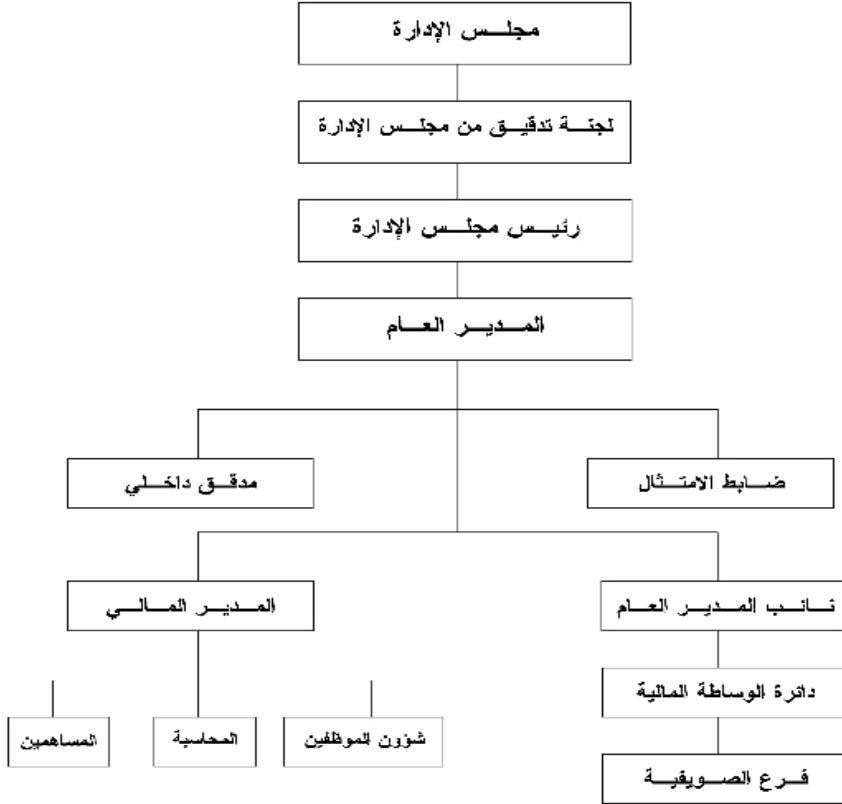 مجلس الإدارة
لجنة تدقيق من مجلس الإدارة
رئيس مجلس الإدارة
المدير العام
ضابط الامتثال
مدقق داخلي
نائب المدير العام
المدير المالي
دائرة الوساطة المالية
شؤون الموظفين
المحاسبة
المساهمين
فرع الصويفية